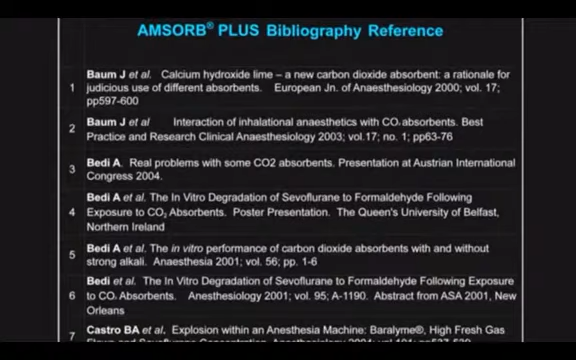 AMSORB® PLUS Bibliography Reference
1 Baum J et al. Calcium hydroxide lime – a new carbon dioxide absorbent: a rationale for
judicious use of different absorbents. European Jn. of Anaesthesiology 2000; vol. 17;
pp597-600
2 Baum J et al Interaction of inhalational anaesthetics with CO₂ absorbents. Best
Practice and Research Clinical Anaesthesiology 2003; vol.17; no. 1; pp63-76
3 Bedi A. Real problems with some CO2 absorbents. Presentation at Austrian International
Congress 2004.
4 Bedi A et al. The In Vitro Degradation of Sevoflurane to Formaldehyde Following
Exposure to CO₂ Absorbents. Poster Presentation. The Queen's University of Belfast,
Northern Ireland
5 Bedi A et al. The in vitro performance of carbon dioxide absorbents with and without
strong alkali. Anaesthesia 2001; vol. 56; pp. 1-6
6 Bedi et al. The In Vitro Degradation of Sevoflurane to Formaldehyde Following Exposure
to CO₂ Absorbents. Anesthesiology 2001; vol. 95; A-1190. Abstract from ASA 2001, New
Orleans
7 Castro BA et al. Explosion within an Anesthesia Machine: Baralyme®, High Fresh Gas